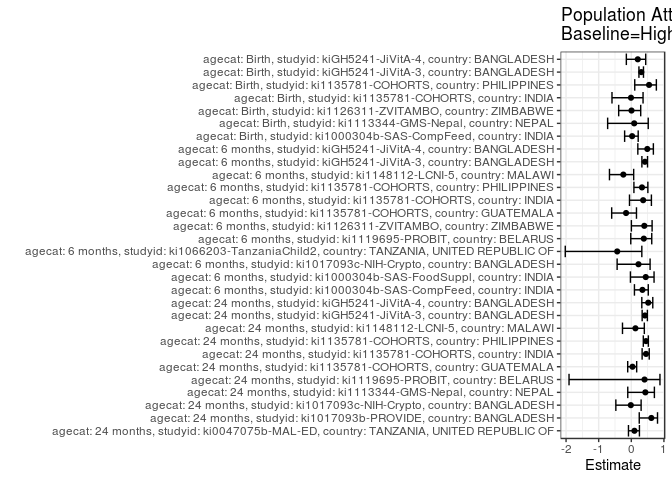 Population Att
Baseline=High
agecat: Birth, studyid: kiGH5241-JiVitA-4, country: BANGLADESH
agecat: Birth, studyid: kiGH5241-JiVitA-3, country: BANGLADESH
agecat: Birth, studyid: ki1135781-COHORTS, country: PHILIPPINES
agecat: Birth, studyid: ki1135781-COHORTS, country: INDIA
agecat: Birth, studyid: ki1126311-ZVITAMBO, country: ZIMBABWE
agecat: Birth, studyid: ki1113344-GMS-Nepal, country: NEPAL
agecat: Birth, studyid: ki1000304b-SAS-CompFeed, country: INDIA
agecat: 6 months, studyid: kiGH5241-JiVitA-4, country: BANGLADESH
agecat: 6 months, studyid: kiGH5241-JiVitA-3, country: BANGLADESH
agecat: 6 months, studyid: ki1148112-LCNI-5, country: MALAWI
agecat: 6 months, studyid: ki1135781-COHORTS, country: PHILIPPINES
agecat: 6 months, studyid: ki1135781-COHORTS, country: INDIA
agecat: 6 months, studyid: ki1135781-COHORTS, country: GUATEMALA
agecat: 6 months, studyid: ki1126311-ZVITAMBO, country: ZIMBABWE
agecat: 6 months, studyid: ki1119695-PROBIT, country: BELARUS
agecat: 6 months, studyid: ki1066203-TanzaniaChild2, country: TANZANIA, UNITED REPUBLIC OF
agecat: 6 months, studyid: ki1017093c-NIH-Crypto, country: BANGLADESH
agecat: 6 months, studyid: ki1000304b-SAS-FoodSuppl, country: INDIA
agecat: 6 months, studyid: ki1000304b-SAS-CompFeed, country: INDIA
agecat: 24 months, studyid: kiGH5241-JiVitA-4, country: BANGLADESH
agecat: 24 months, studyid: kiGH5241-JiVitA-3, country: BANGLADESH
agecat: 24 months, studyid: ki1148112-LCNI-5, country: MALAWI
agecat: 24 months, studyid: ki1135781-COHORTS, country: PHILIPPINES
agecat: 24 months, studyid: ki1135781-COHORTS, country: INDIA
agecat: 24 months, studyid: ki1135781-COHORTS, country: GUATEMALA
agecat: 24 months, studyid: ki1119695-PROBIT, country: BELARUS
agecat: 24 months, studyid: ki1113344-GMS-Nepal, country: NEPAL
agecat: 24 months, studyid: ki1017093c-NIH-Crypto, country: BANGLADESH
agecat: 24 months, studyid: ki1017093b-PROVIDE, country: BANGLADESH
agecat: 24 months, studyid: ki0047075b-MAL-ED, country: TANZANIA, UNITED REPUBLIC OF
-2 -1 0 1
Estimate